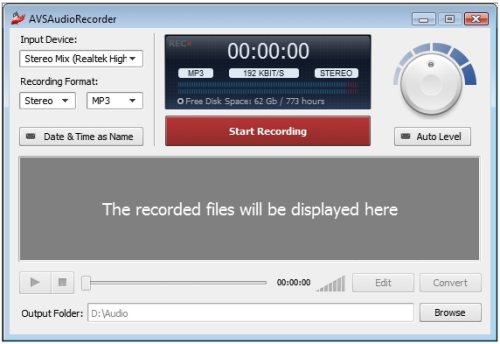 AVSAudioRecorder
Input Device:
Stereo Mix (Realtek High
Recording Format:
Stereo MP3
Date & Time as Name
REC×
00:00:00
MP3 192 KBIT/S STEREO
Free Disk Space: 62 Gb / 773 hours
Start Recording
Auto Level
The recorded files will be displayed here
00:00:00
Edit Convert
Output Folder: D:\Audio Browse